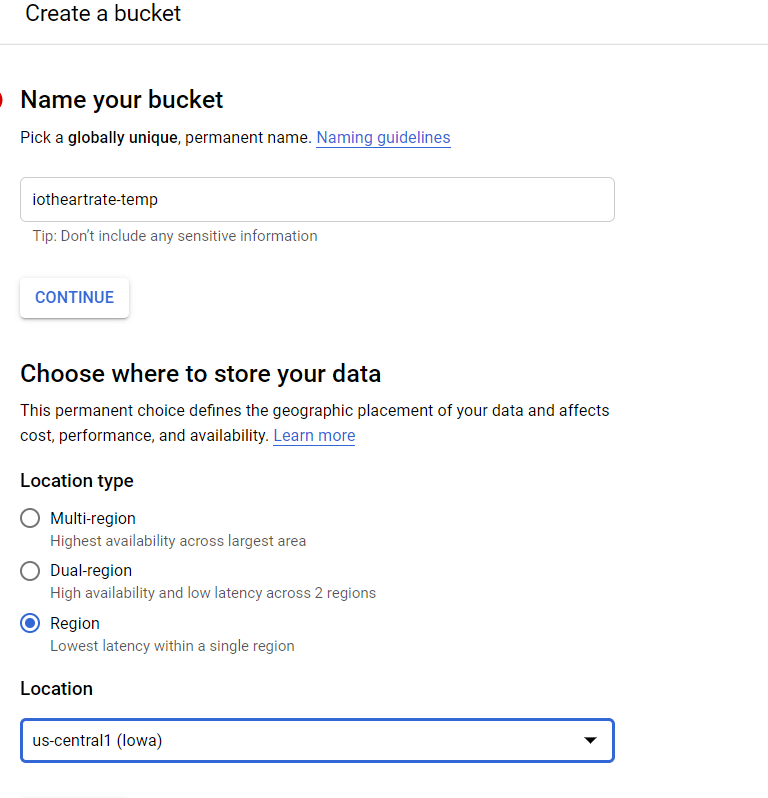 Create a bucket
Name your bucket
Pick a globally unique, permanent name. Naming guidelines
iotheartrate-temp
Tip: Don’t include any sensitive information
CONTINUE
Choose where to store your data
This permanent choice defines the geographic placement of your data and affects
cost, performance, and availability. Learn more
Location type
Multi-region
Highest availability across largest area
Dual-region
High availability and low latency across 2 regions
Region
Lowest latency within a single region
Location
us-central1 (Iowa)